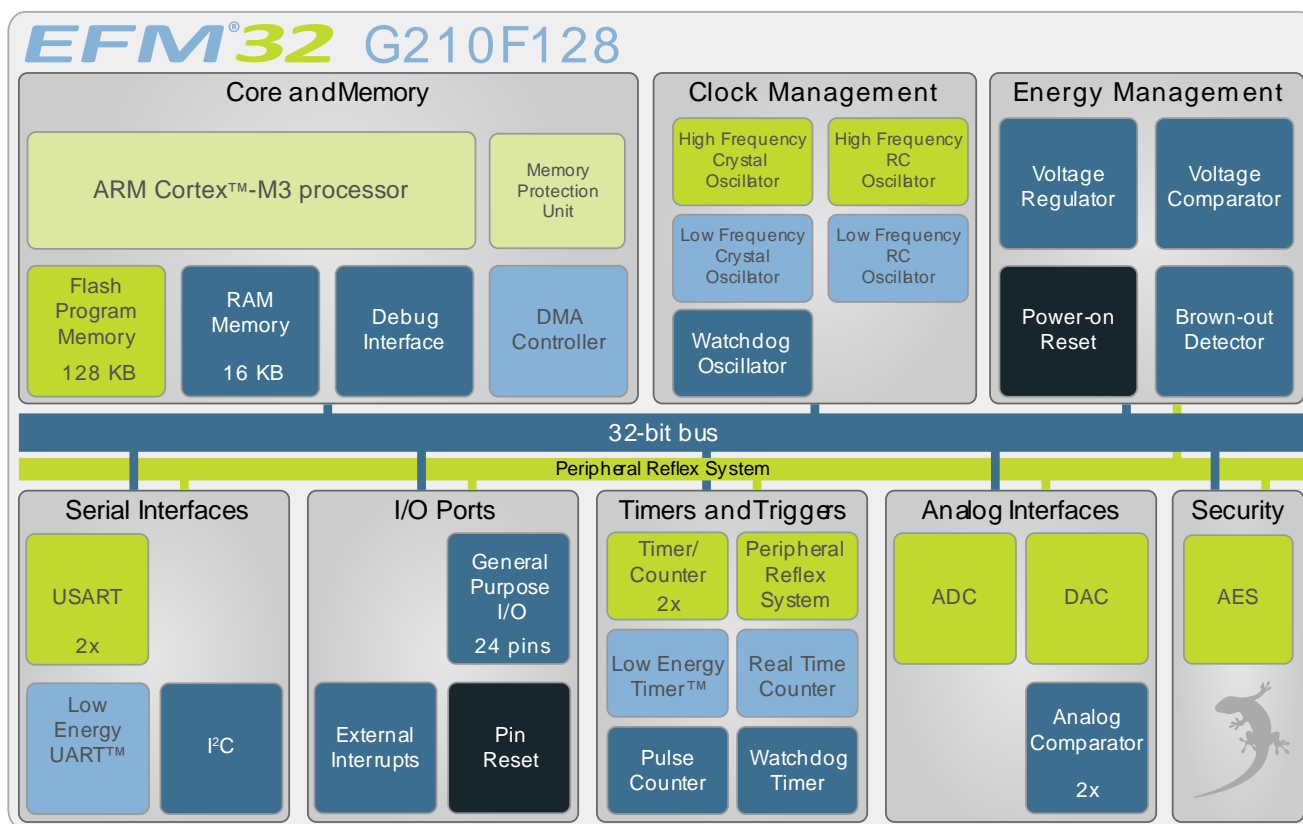 EFM®32 G210F128
Core and Memory
ARM Cortex™-M3 processor
Memory
Protection
Unit
Flash
Program
Memory
128 KB
RAM
Memory
16 KB
Debug
Interface
DMA
Controller
Clock Management
High Frequency
Crystal
Oscillator
High Frequency
RC
Oscillator
Low Frequency
Crystal
Oscillator
Low Frequency
RC
Oscillator
Watchdog
Oscillator
Energy Management
Voltage
Regulator
Voltage
Comparator
Power-on
Reset
Brown-out
Detector
32-bit bus
Peripheral Reflex System
Serial Interfaces
USART
2x
Low
Energy
UART™
I²C
I/O Ports
General
Purpose
I/O
24 pins
External
Interrupts
Pin
Reset
Timers and Triggers
Timer/
Counter
2x
Peripheral
Reflex
System
Low Energy
Timer™
Real Time
Counter
Pulse
Counter
Watchdog
Timer
Analog Interfaces
ADC
DAC
Analog
Comparator
2x
Security
AES